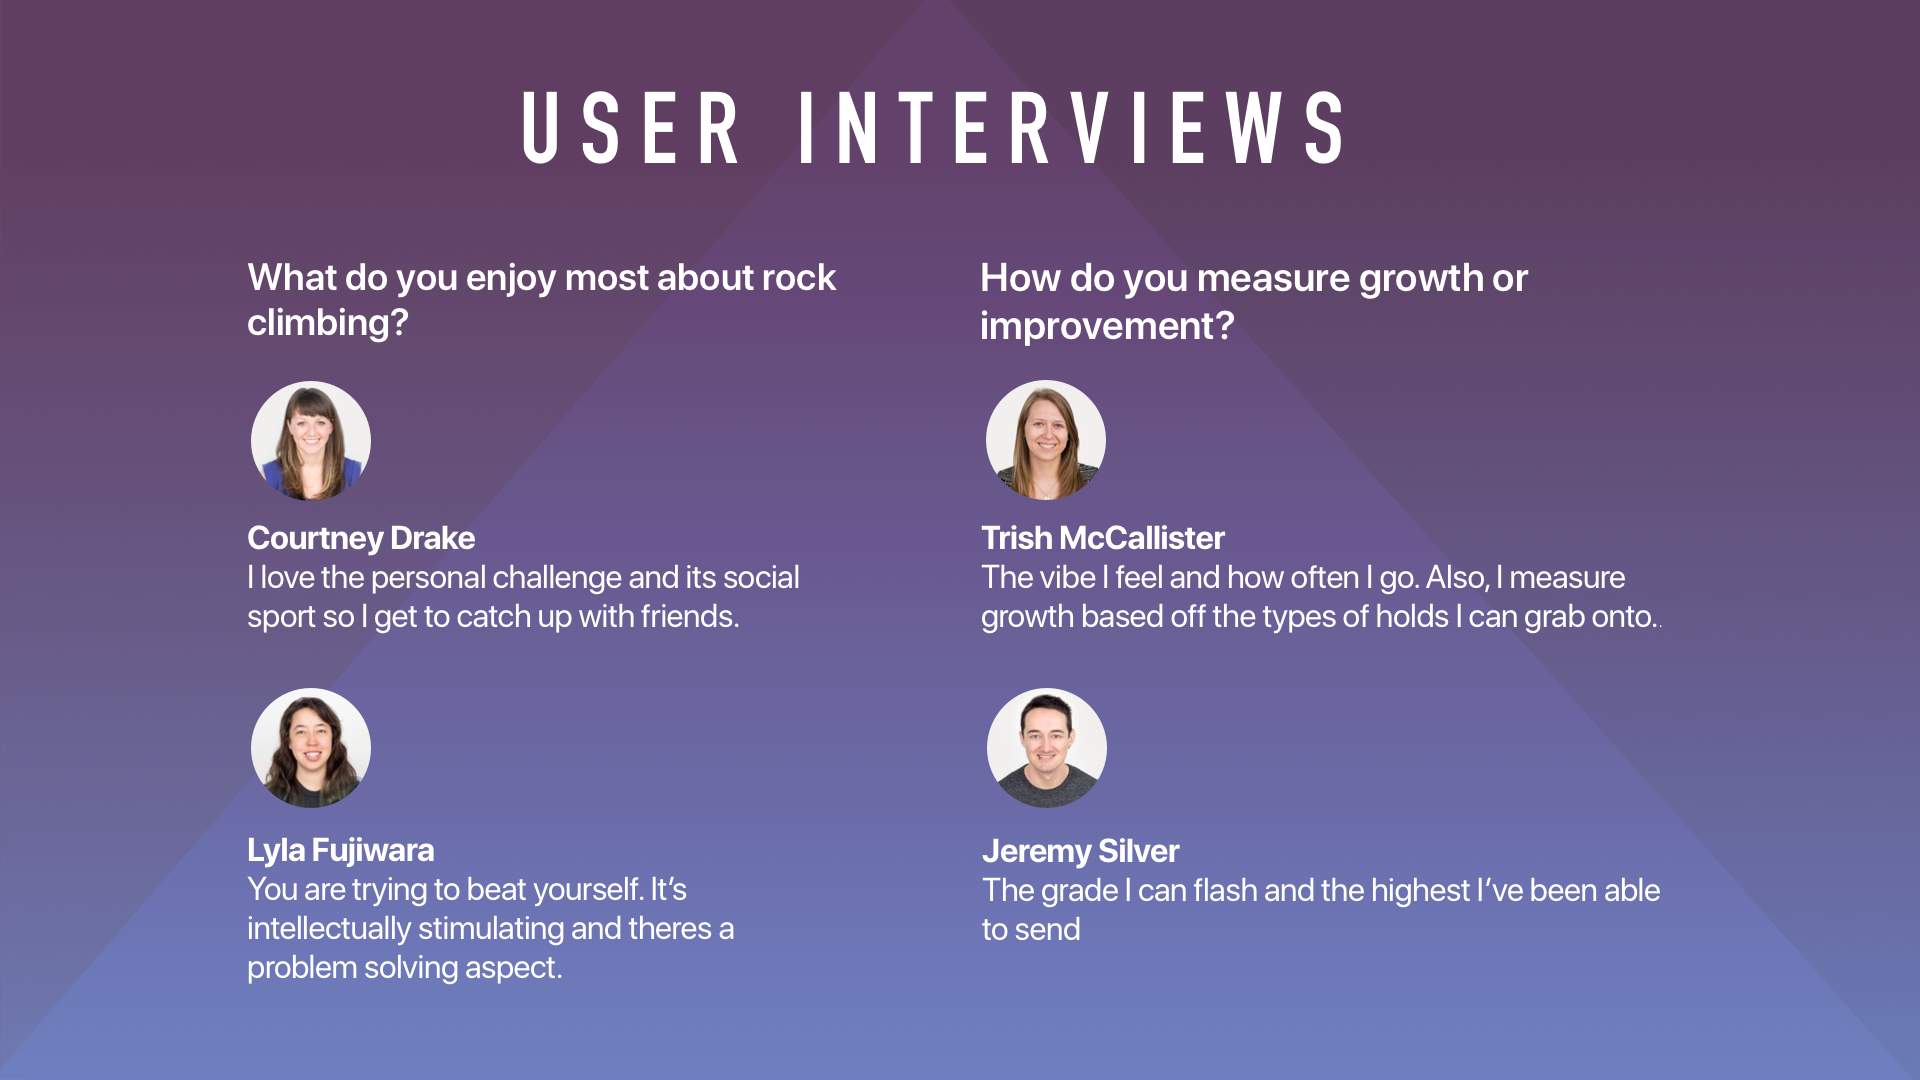 USER INTERVIEWS
What do you enjoy most about rock
climbing?
Courtney Drake
I love the personal challenge and its social
sport so I get to catch up with friends.
Lyla Fujiwara
You are trying to beat yourself. It’s
intellectually stimulating and theres a
problem solving aspect.
How do you measure growth or
improvement?
Trish McCallister
The vibe I feel and how often I go. Also, I measure
growth based off the types of holds I can grab onto..
Jeremy Silver
The grade I can flash and the highest I’ve been able
to send